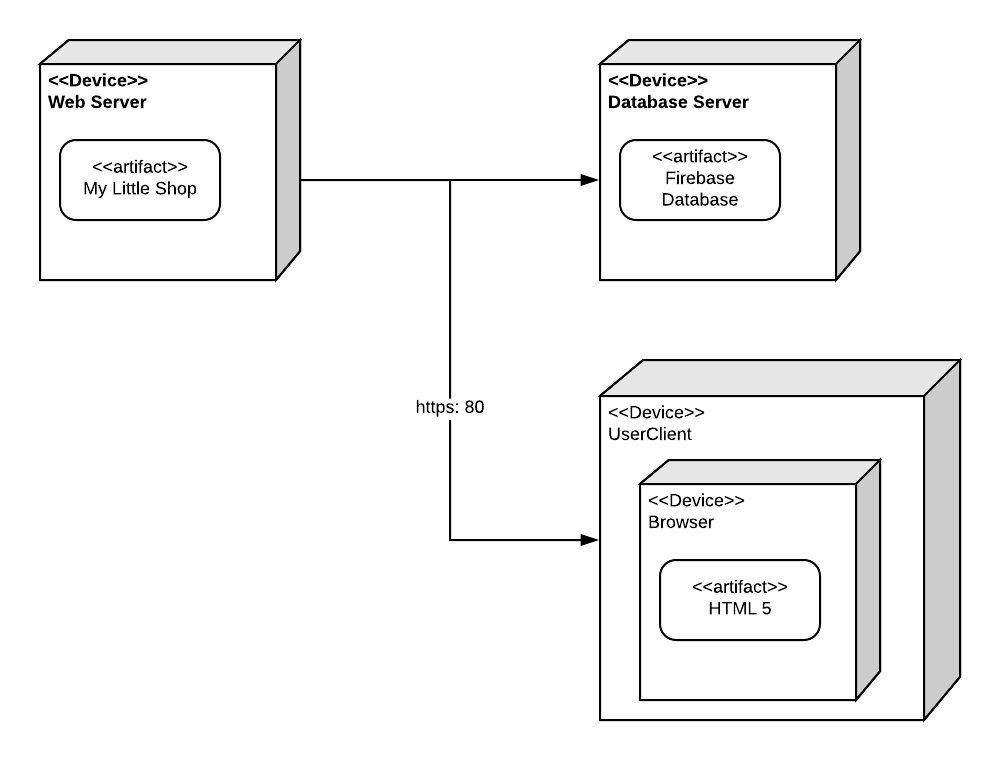 <<Device>>
Web Server
<<artifact>>
My Little Shop
<<Device>>
Database Server
<<artifact>>
Firebase
Database
https: 80
<<Device>>
UserClient
<<Device>>
Browser
<<artifact>>
HTML 5